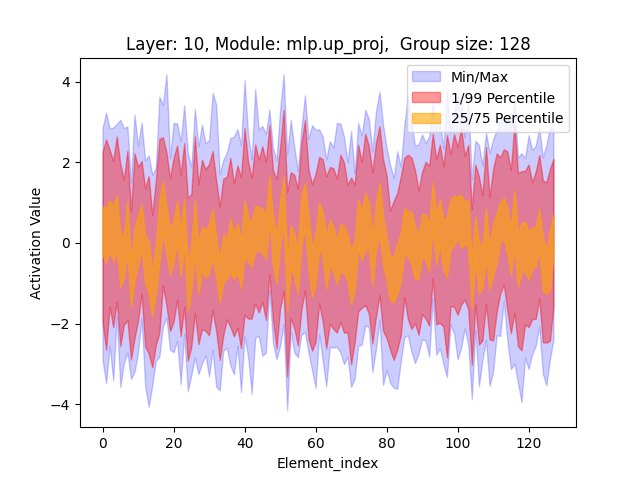 Layer: 10, Module: mlp.up_proj,  Group size: 128
Min/Max
1/99 Percentile
25/75 Percentile
Activation Value
4
2
0
−2
−4
0
20
40
60
80
100
120
Element_index